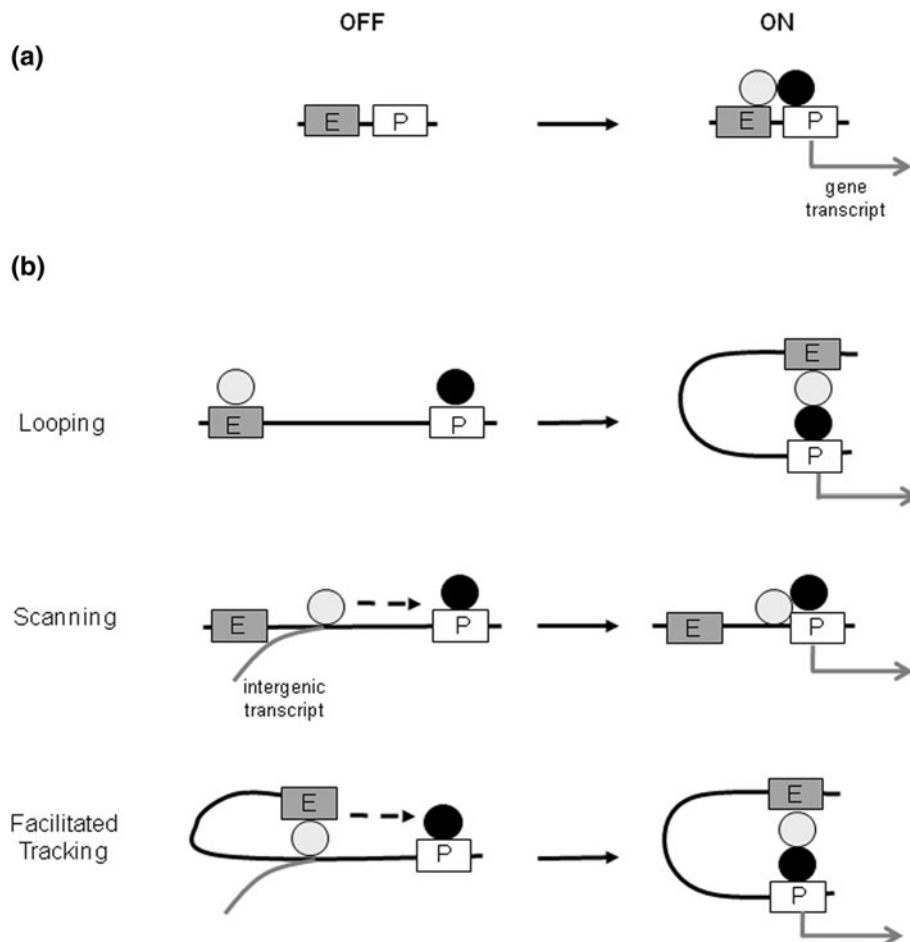 OFF ON
(a)
E P E P
gene
transcript
(b)
E
Looping E P P
Scanning E P E P
intergenic
transcript
E E
Facilitated
Tracking P P